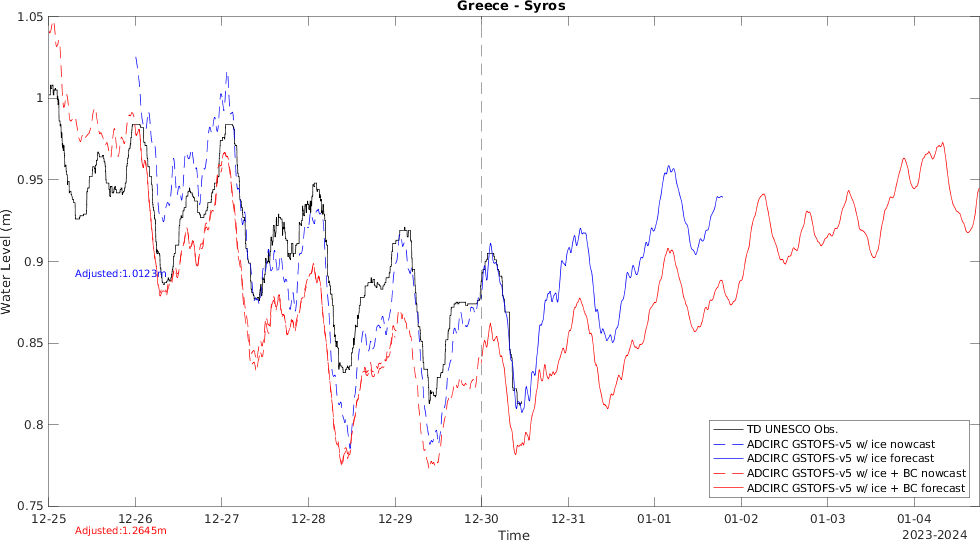 Greece - Syros
1.05
1
0.95
0.9
0.85
0.8
0.75
Water Level (m)
Adjusted:1.0123m
Adjusted:1.2645m
TD UNESCO Obs.
ADCIRC GSTOFS-v5 w/ ice nowcast
ADCIRC GSTOFS-v5 w/ ice forecast
ADCIRC GSTOFS-v5 w/ ice + BC nowcast
ADCIRC GSTOFS-v5 w/ ice + BC forecast
12-25 12-26 12-27 12-28 12-29 12-30 12-31 01-01 01-02 01-03 01-04
Time
2023-2024